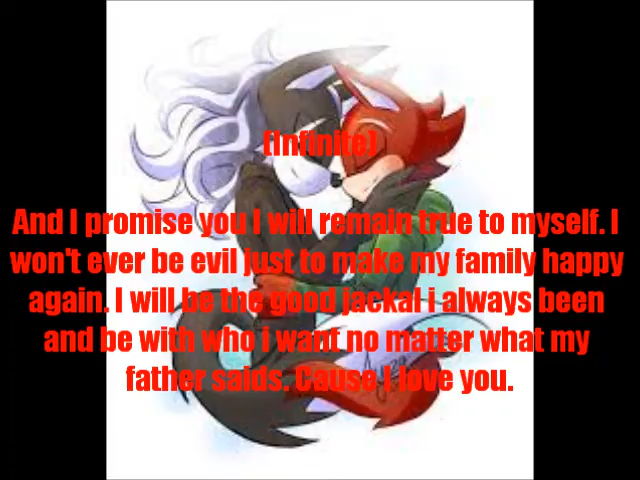 (Infinite)
And I promise you I will remain true to myself. I
won't ever be evil just to make my family happy
again. I will be the good jackal i always been
and be with who i want no matter what my
father saids. Cause I love you.